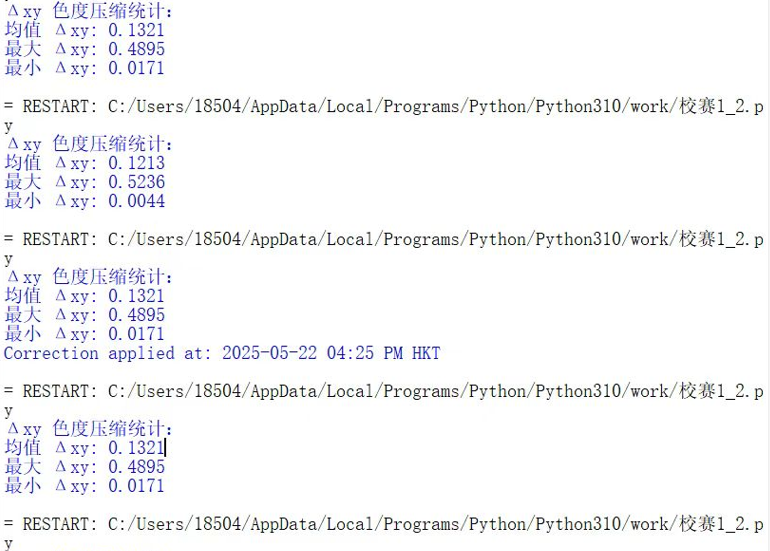 Δxy 色度压缩统计:
均值 Δxy: 0.1321
最大 Δxy: 0.4895
最小 Δxy: 0.0171
= RESTART: C:/Users/18504/AppData/Local/Programs/Python/Python310/work/校赛1_2.p
y
Δxy 色度压缩统计:
均值 Δxy: 0.1213
最大 Δxy: 0.5236
最小 Δxy: 0.0044
= RESTART: C:/Users/18504/AppData/Local/Programs/Python/Python310/work/校赛1_2.p
y
Δxy 色度压缩统计:
均值 Δxy: 0.1321
最大 Δxy: 0.4895
最小 Δxy: 0.0171
Correction applied at: 2025-05-22 04:25 PM HKT
= RESTART: C:/Users/18504/AppData/Local/Programs/Python/Python310/work/校赛1_2.p
y
Δxy 色度压缩统计:
均值 Δxy: 0.1321
最大 Δxy: 0.4895
最小 Δxy: 0.0171
= RESTART: C:/Users/18504/AppData/Local/Programs/Python/Python310/work/校赛1_2.p
y